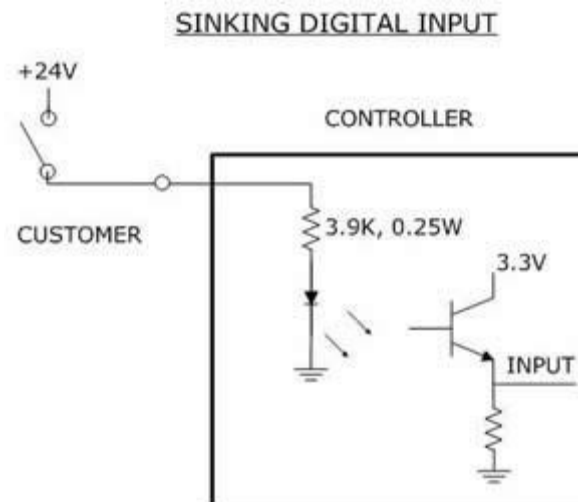 SINKING DIGITAL INPUT
+24V
CONTROLLER
CUSTOMER
3.9K, 0.25W
3.3V
INPUT